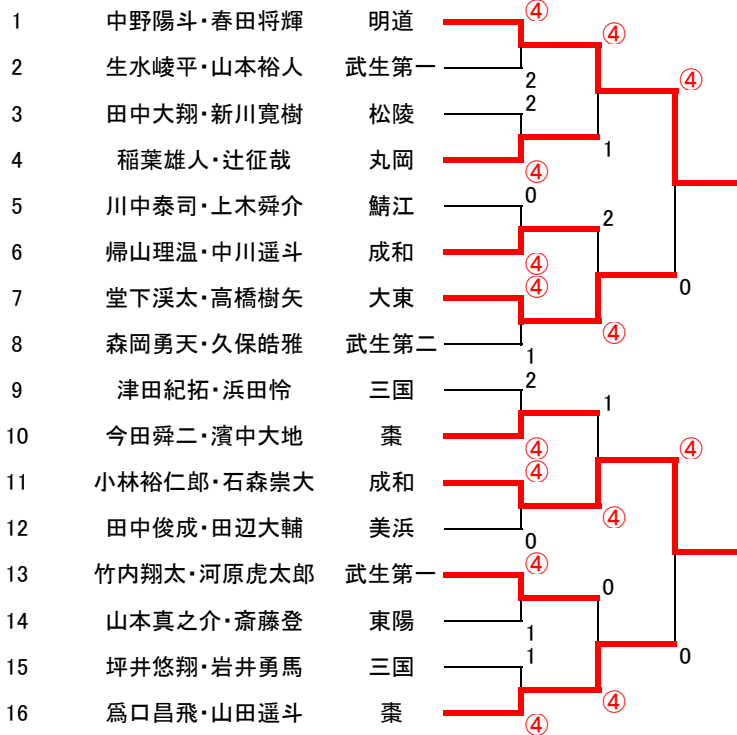 1 中野陽斗・春田将輝 明道 ④ ④
2 生水崚平・山本裕人 武生第一 2 ④
3 田中大翔・新川寛樹 松陵 2
4 稲葉雄人・辻征哉 丸岡 ④ 1
5 川中泰司・上木舜介 鯖江 0 2
6 帰山理温・中川遥斗 成和 ④
7 堂下渓太・高橋樹矢 大東 ④ 0
8 森岡勇天・久保皓雅 武生第二 1 ④
9 津田紀拓・浜田怜 三国 2 1
10 今田舜二・濱中大地 棗 ④ ④
11 小林裕仁郎・石森崇大 成和 ④
12 田中俊成・田辺大輔 美浜 0 ④
13 竹内翔太・河原虎太郎 武生第一 ④ 0
14 山本真之介・斎藤登 東陽 1
15 坪井悠翔・岩井勇馬 三国 1 0
16 爲口昌飛・山田遥斗 棗 ④ ④